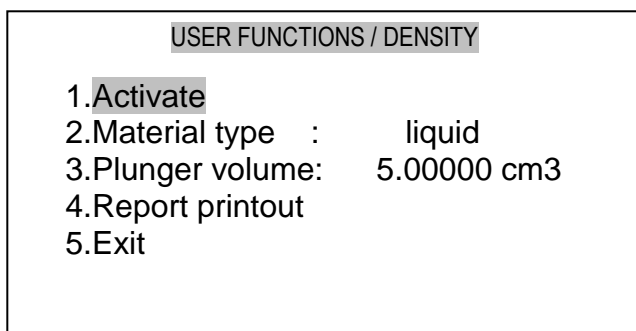 USER FUNCTIONS / DENSITY
1.Activate
2.Material type : liquid
3.Plunger volume: 5.00000 cm3
4.Report printout
5.Exit